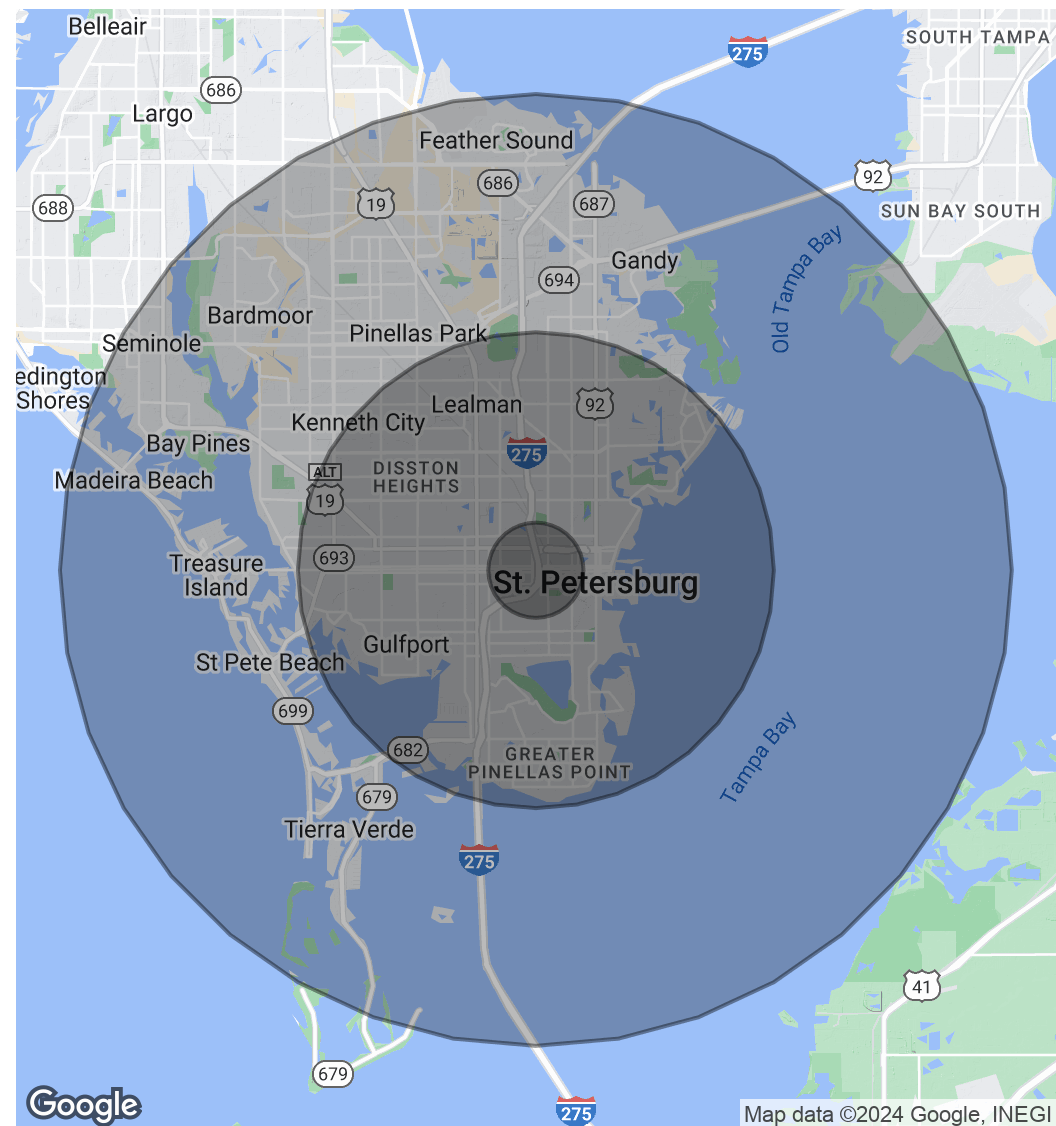 Belleair
275
SOUTH TAMPA
686
Largo
Feather Sound
92
686
19
687
688
SUN BAY SOUTH
Old Tampa Bay
Gandy
694
Bardmoor
Pinellas Park
Seminole
edington
Shores
Lealman
92
Kenneth City
Bay Pines
275
DISSTON
HEIGHTS
ALT
19
Madeira Beach
693
Treasure
Island
St. Petersburg
Gulfport
St Pete Beach
699
682
GREATER
PINELLAS POINT
Tampa Bay
679
Tierra Verde
275
41
679
Google
275
Map data ©2024 Google, INEGI